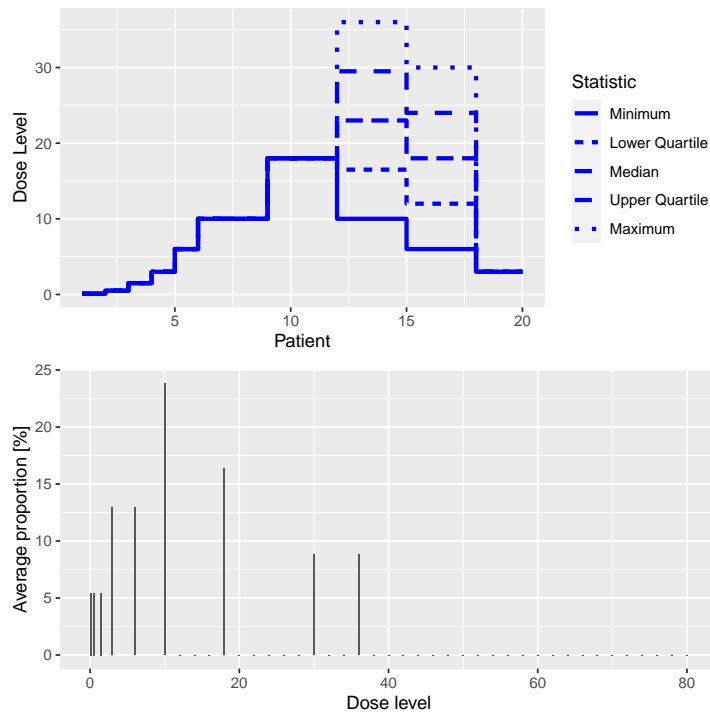 30
20
10
0
Dose Level
5
10
15
20
Patient
Statistic
Minimum
Lower Quartile
Median
Upper Quartile
Maximum
25
20
15
10
5
0
Average proportion [%]
0
20
40
60
80
Dose level